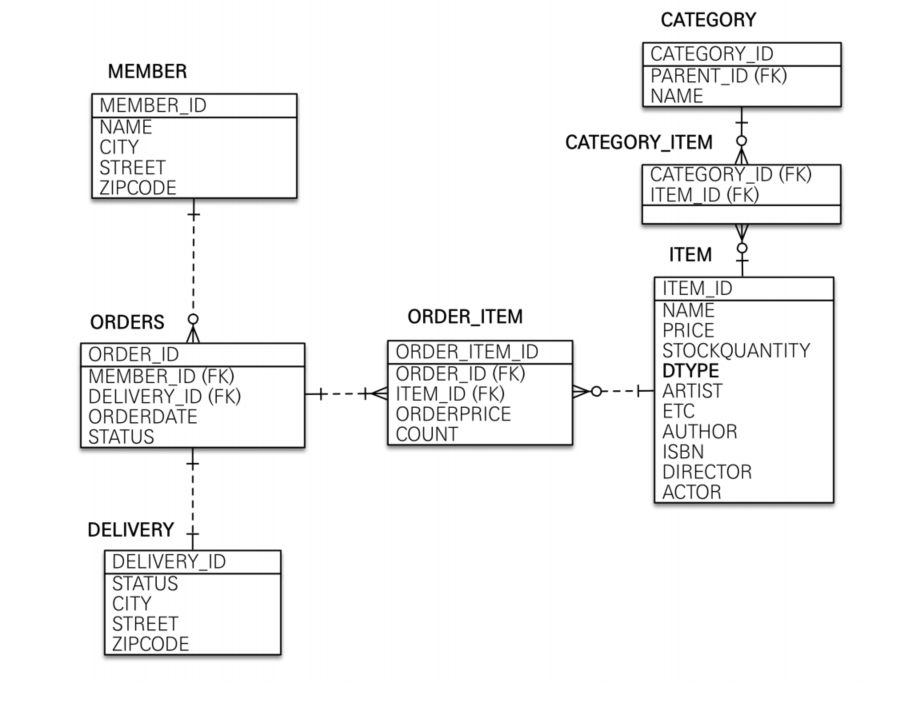 CATEGORY
CATEGORY_ID
PARENT_ID (FK)
NAME
MEMBER
MEMBER_ID
NAME
CITY
STREET
ZIPCODE
CATEGORY_ITEM
CATEGORY_ID (FK)
ITEM_ID (FK)
ITEM
ITEM_ID
NAME
PRICE
STOCKQUANTITY
DTYPE
ARTIST
ETC
AUTHOR
ISBN
DIRECTOR
ACTOR
ORDERS
ORDER_ID
MEMBER_ID (FK)
DELIVERY_ID (FK)
ORDERDATE
STATUS
ORDER_ITEM
ORDER_ITEM_ID
ORDER_ID (FK)
ITEM_ID (FK)
ORDERPRICE
COUNT
DELIVERY
DELIVERY_ID
STATUS
CITY
STREET
ZIPCODE